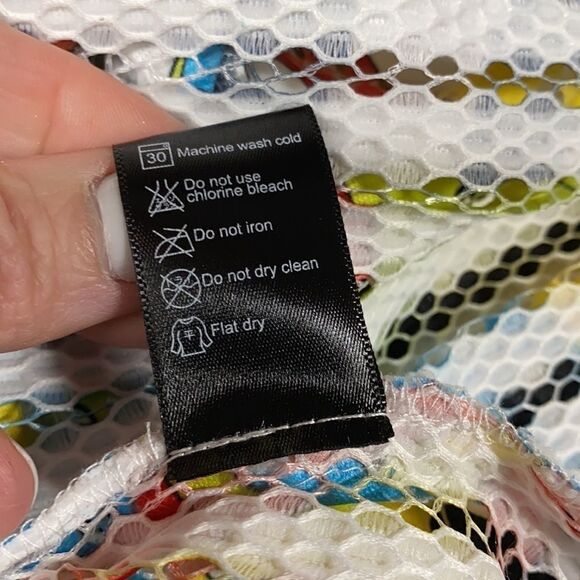 30 Machine wash cold
Do not use
chlorine bleach
Do not iron
Do not dry clean
Flat dry